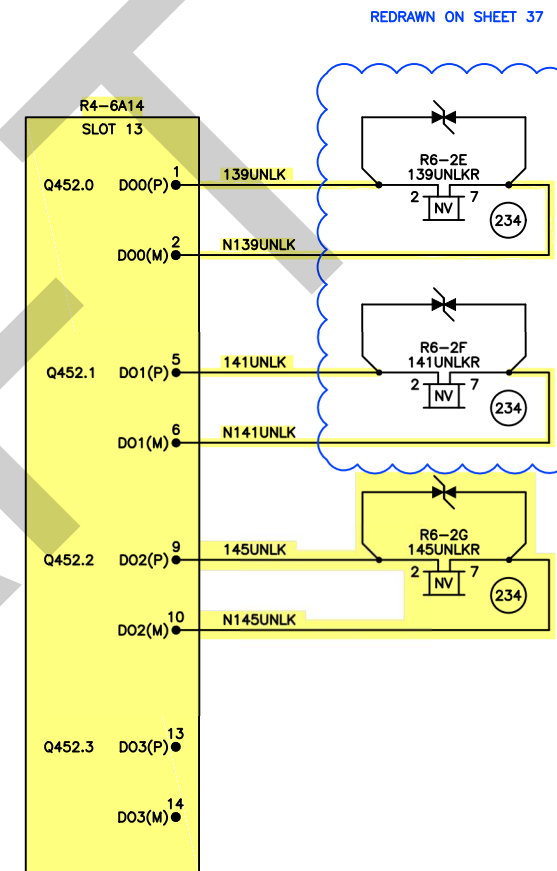 REDRAWN ON SHEET 37
R4-6A14
SLOT 13
Q452.0 DO0(P) 1 139UNLK
R6-2E
139UNLKR
2 NV 7
234
DO0(M) 2 N139UNLK
Q452.1 DO1(P) 5 141UNLK
R6-2F
141UNLKR
2 NV 7
234
DO1(M) 6 N141UNLK
Q452.2 DO2(P) 9 145UNLK
R6-2G
145UNLKR
2 NV 7
234
DO2(M) 10 N145UNLK
Q452.3 DO3(P) 13
DO3(M) 14